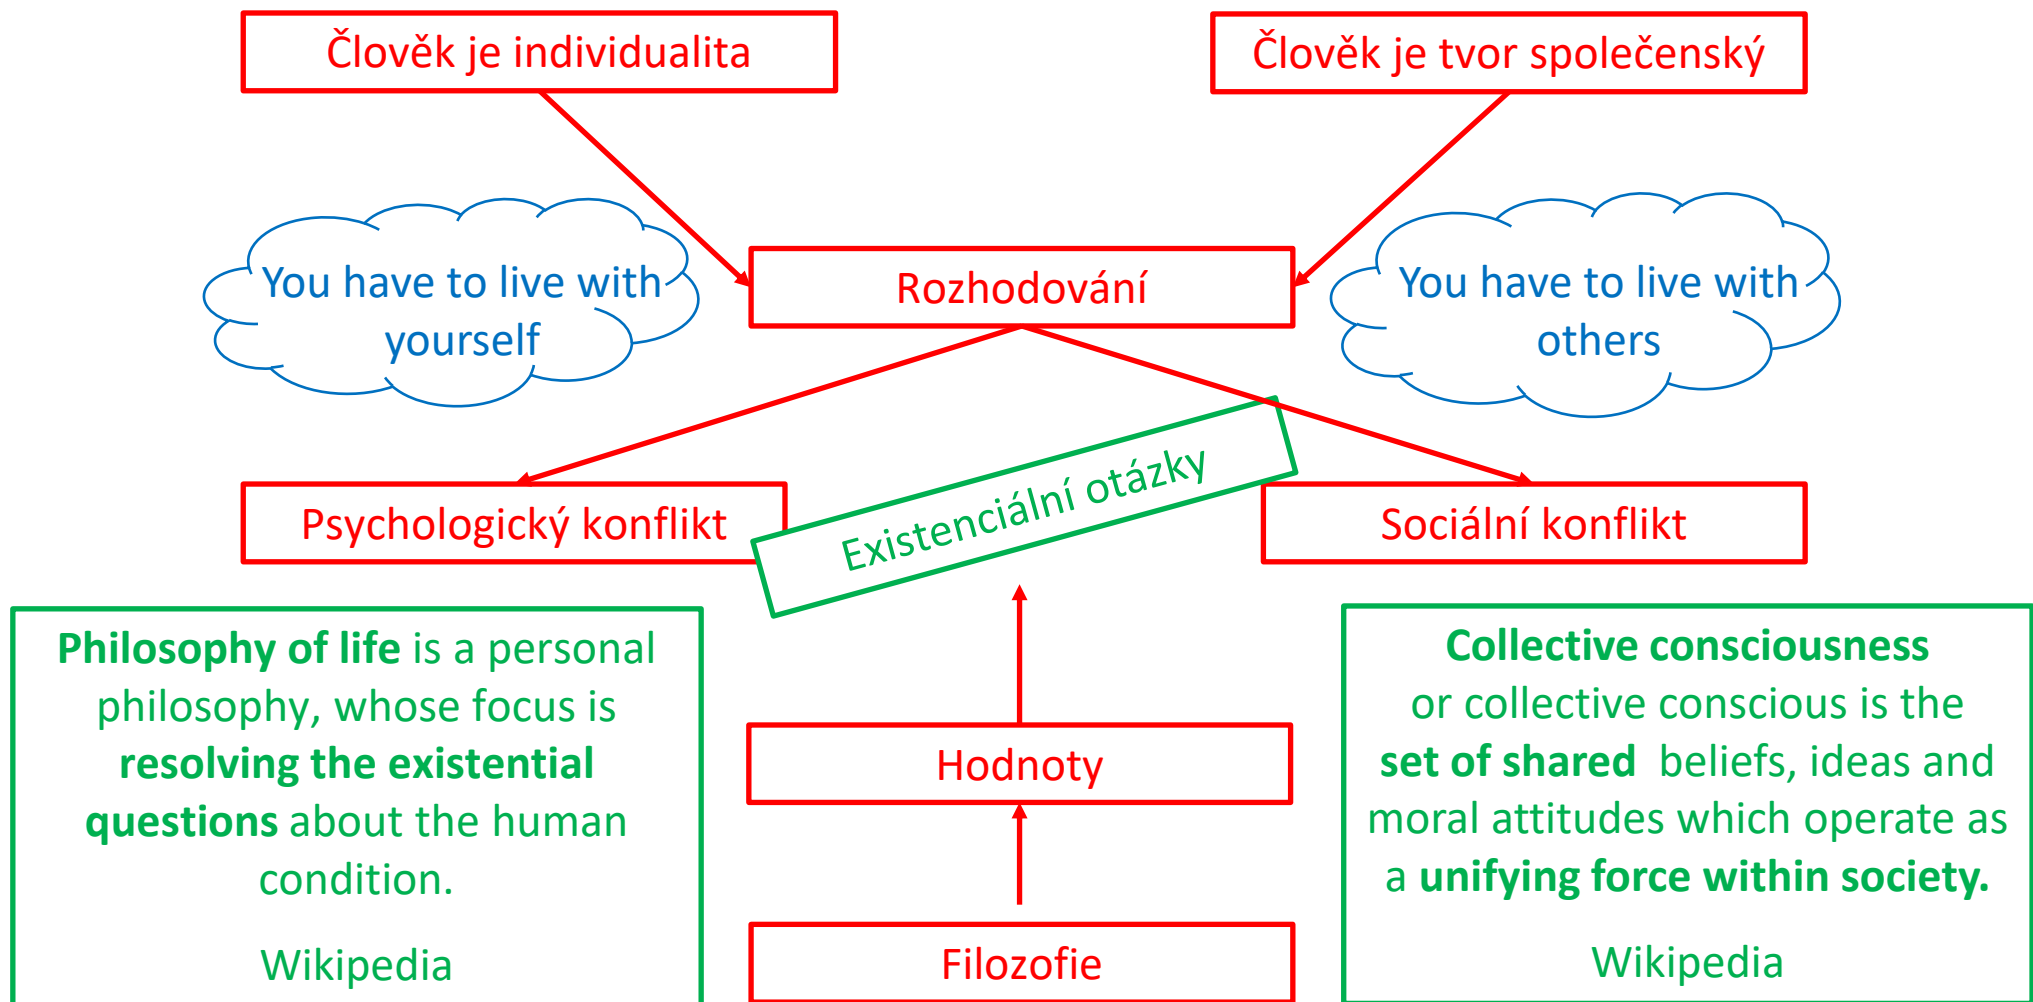 Člověk je individualita
Člověk je tvor společenský
You have to live with
yourself
Rozhodování
You have to live with
others
Existenciální otázky
Psychologický konflikt
Sociální konflikt
Philosophy of life is a personal
philosophy, whose focus is
resolving the existential
questions about the human
condition.
Wikipedia
Hodnoty
Filozofie
Collective consciousness
or collective conscious is the
set of shared beliefs, ideas and
moral attitudes which operate as
a unifying force within society.
Wikipedia